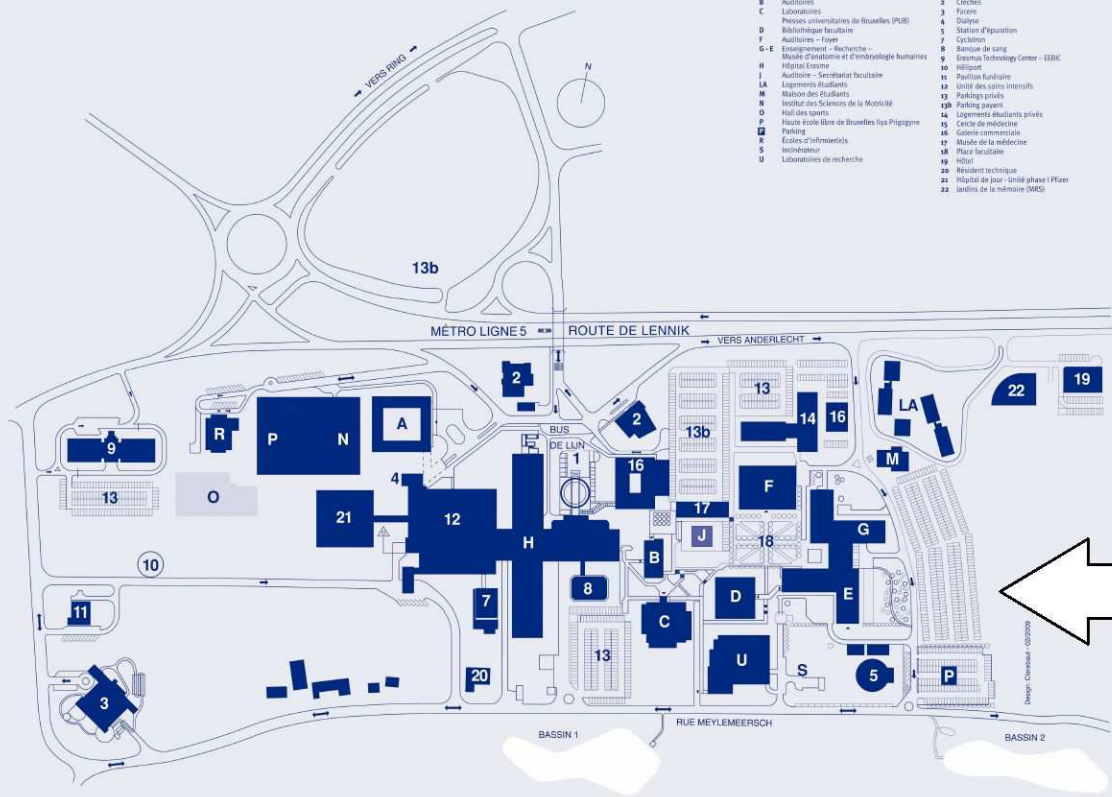 B Auditoires
C Laboratoires
Presses universitaires de Bruxelles (PUB)
D Bibliothèque facultaire
F Auditoires – Foyer
G - E Enseignement – Recherche –
Musée d'anatomie et d'embryologie humaines
H Hôpital Erasme
J Auditoire – Secrétariat facultaire
LA Logements étudiants
M Maison des étudiants
N Institut des Sciences de la Motricité
O Hall des sports
P Haute école libre de Bruxelles Ilya Prigogyne
P Parking
R Écoles d'infirmier(e)s
S Incinérateur
U Laboratoires de recherche
2 Crèches
3 Facere
4 Dialyse
5 Station d'épuration
7 Cyclotron
8 Banque de sang
9 Erasmus Technology Center – EEBIC
10 Héliport
11 Pavillon funéraire
12 Unité des soins intensifs
13 Parkings privés
13b Parking payant
14 Logements étudiants privés
15 Cercle de médecine
16 Galerie commerciale
17 Musée de la médecine
18 Place facultaire
19 Hôtel
20 Résident technique
21 Hôpital de jour - Unité phase I Pfizer
22 Jardins de la mémoire (MRS)
VERS RING
N
13b
MÉTRO LIGNE 5
ROUTE DE LENNIK
VERS ANDERLECHT
2
13
19
22
LA
R
P
N
A
2
14
16
BUS
DE LIJN
13b
9
M
O
13
4
1
16
F
21
12
17
G
H
J
18
B
10
8
E
7
D
11
C
13
U
S
5
20
P
3
RUE MEYLEMEERSCH
BASSIN 1
BASSIN 2
Design: Clerebaut - 02/2009